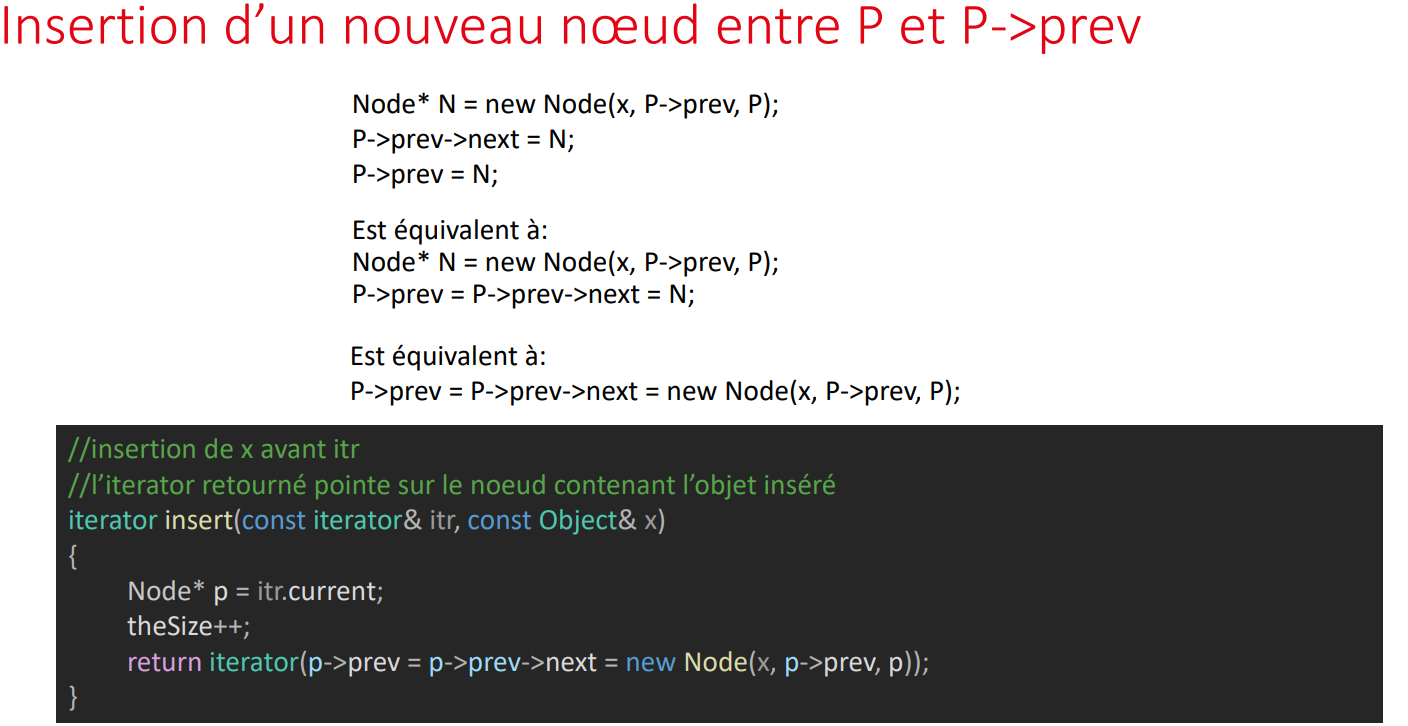 Insertion d’un nouveau nœud entre P et P->prev
Node* N = new Node(x, P->prev, P);
P->prev->next = N;
P->prev = N;
Est équivalent à:
Node* N = new Node(x, P->prev, P);
P->prev = P->prev->next = N;
Est équivalent à:
P->prev = P->prev->next = new Node(x, P->prev, P);
//insertion de x avant itr
//l’iterator retourné pointe sur le noeud contenant l’objet inséré
iterator insert(const iterator& itr, const Object& x)
{
Node* p = itr.current;
theSize++;
return iterator(p->prev = p->prev->next = new Node(x, p->prev, p));
}